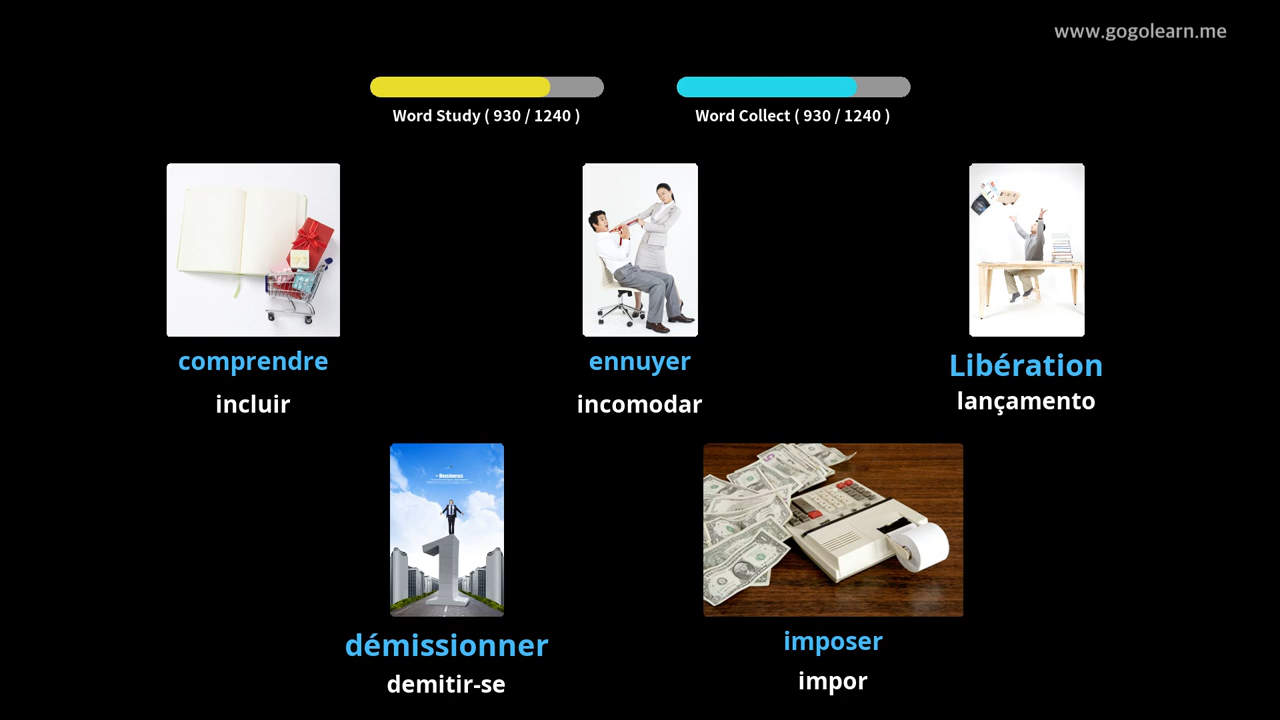 www.gogolearn.me
Word Study ( 930 / 1240 )
Word Collect ( 930 / 1240 )
comprendre
incluir
ennuyer
incomodar
Libération
lançamento
Business
démissionner
demitir-se
imposer
impor